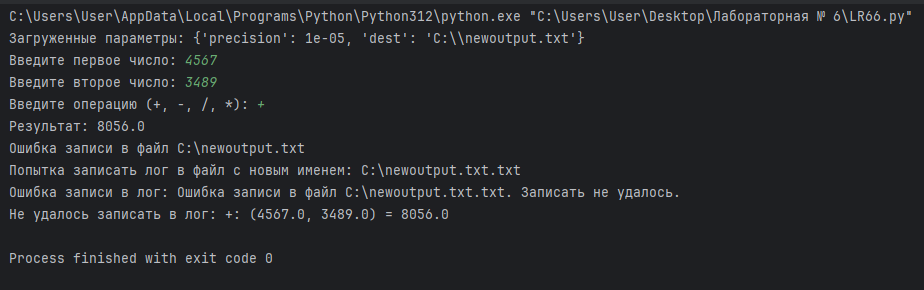 C:\Users\User\AppData\Local\Programs\Python\Python312\python.exe "C:\Users\User\Desktop\Лабораторная № 6\LR66.py"
Загруженные параметры: {'precision': 1e-05, 'dest': 'C:\\newoutput.txt'}
Введите первое число: 4567
Введите второе число: 3489
Введите операцию (+, -, /, *): +
Результат: 8056.0
Ошибка записи в файл C:\newoutput.txt
Попытка записать лог в файл с новым именем: C:\newoutput.txt.txt
Ошибка записи в лог: Ошибка записи в файл C:\newoutput.txt.txt. Записать не удалось.
Не удалось записать в лог: +: (4567.0, 3489.0) = 8056.0
Process finished with exit code 0